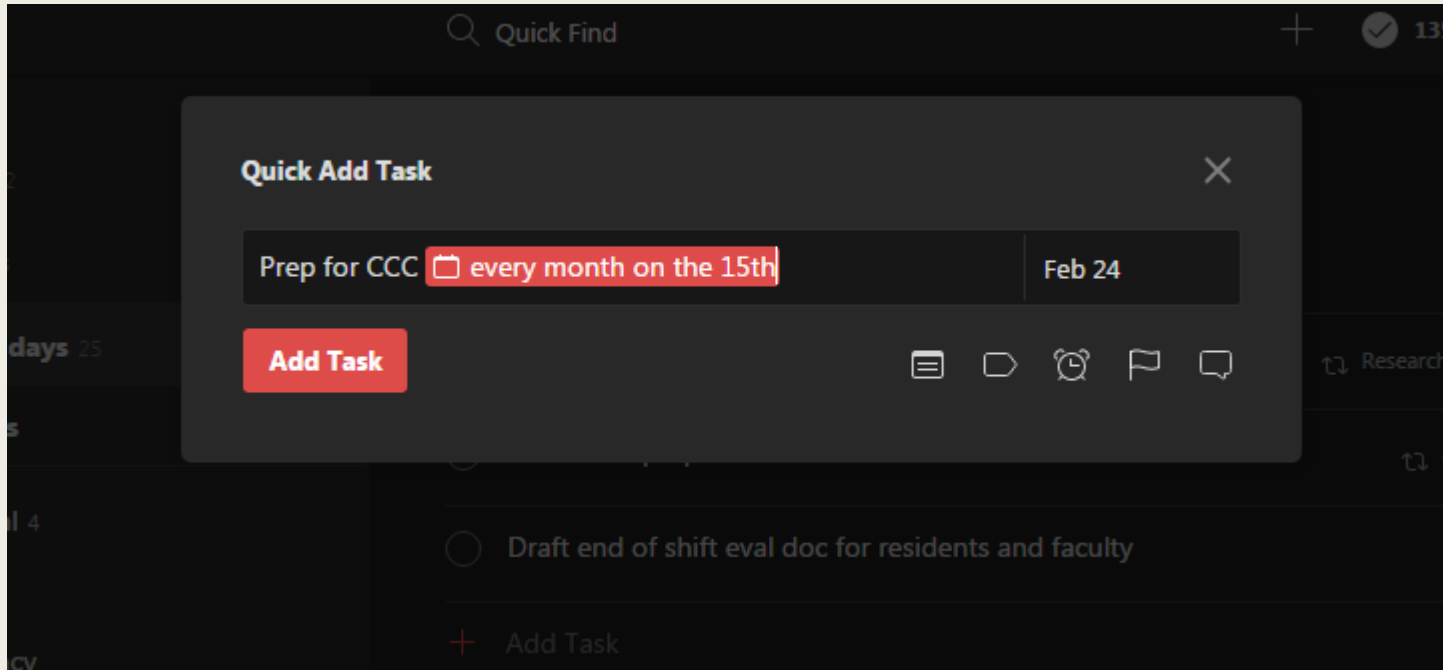 Quick Find
Quick Add Task
Prep for CCC every month on the 15th
Feb 24
Add Task
days 25
Research
4
Draft end of shift eval doc for residents and faculty
Add Task